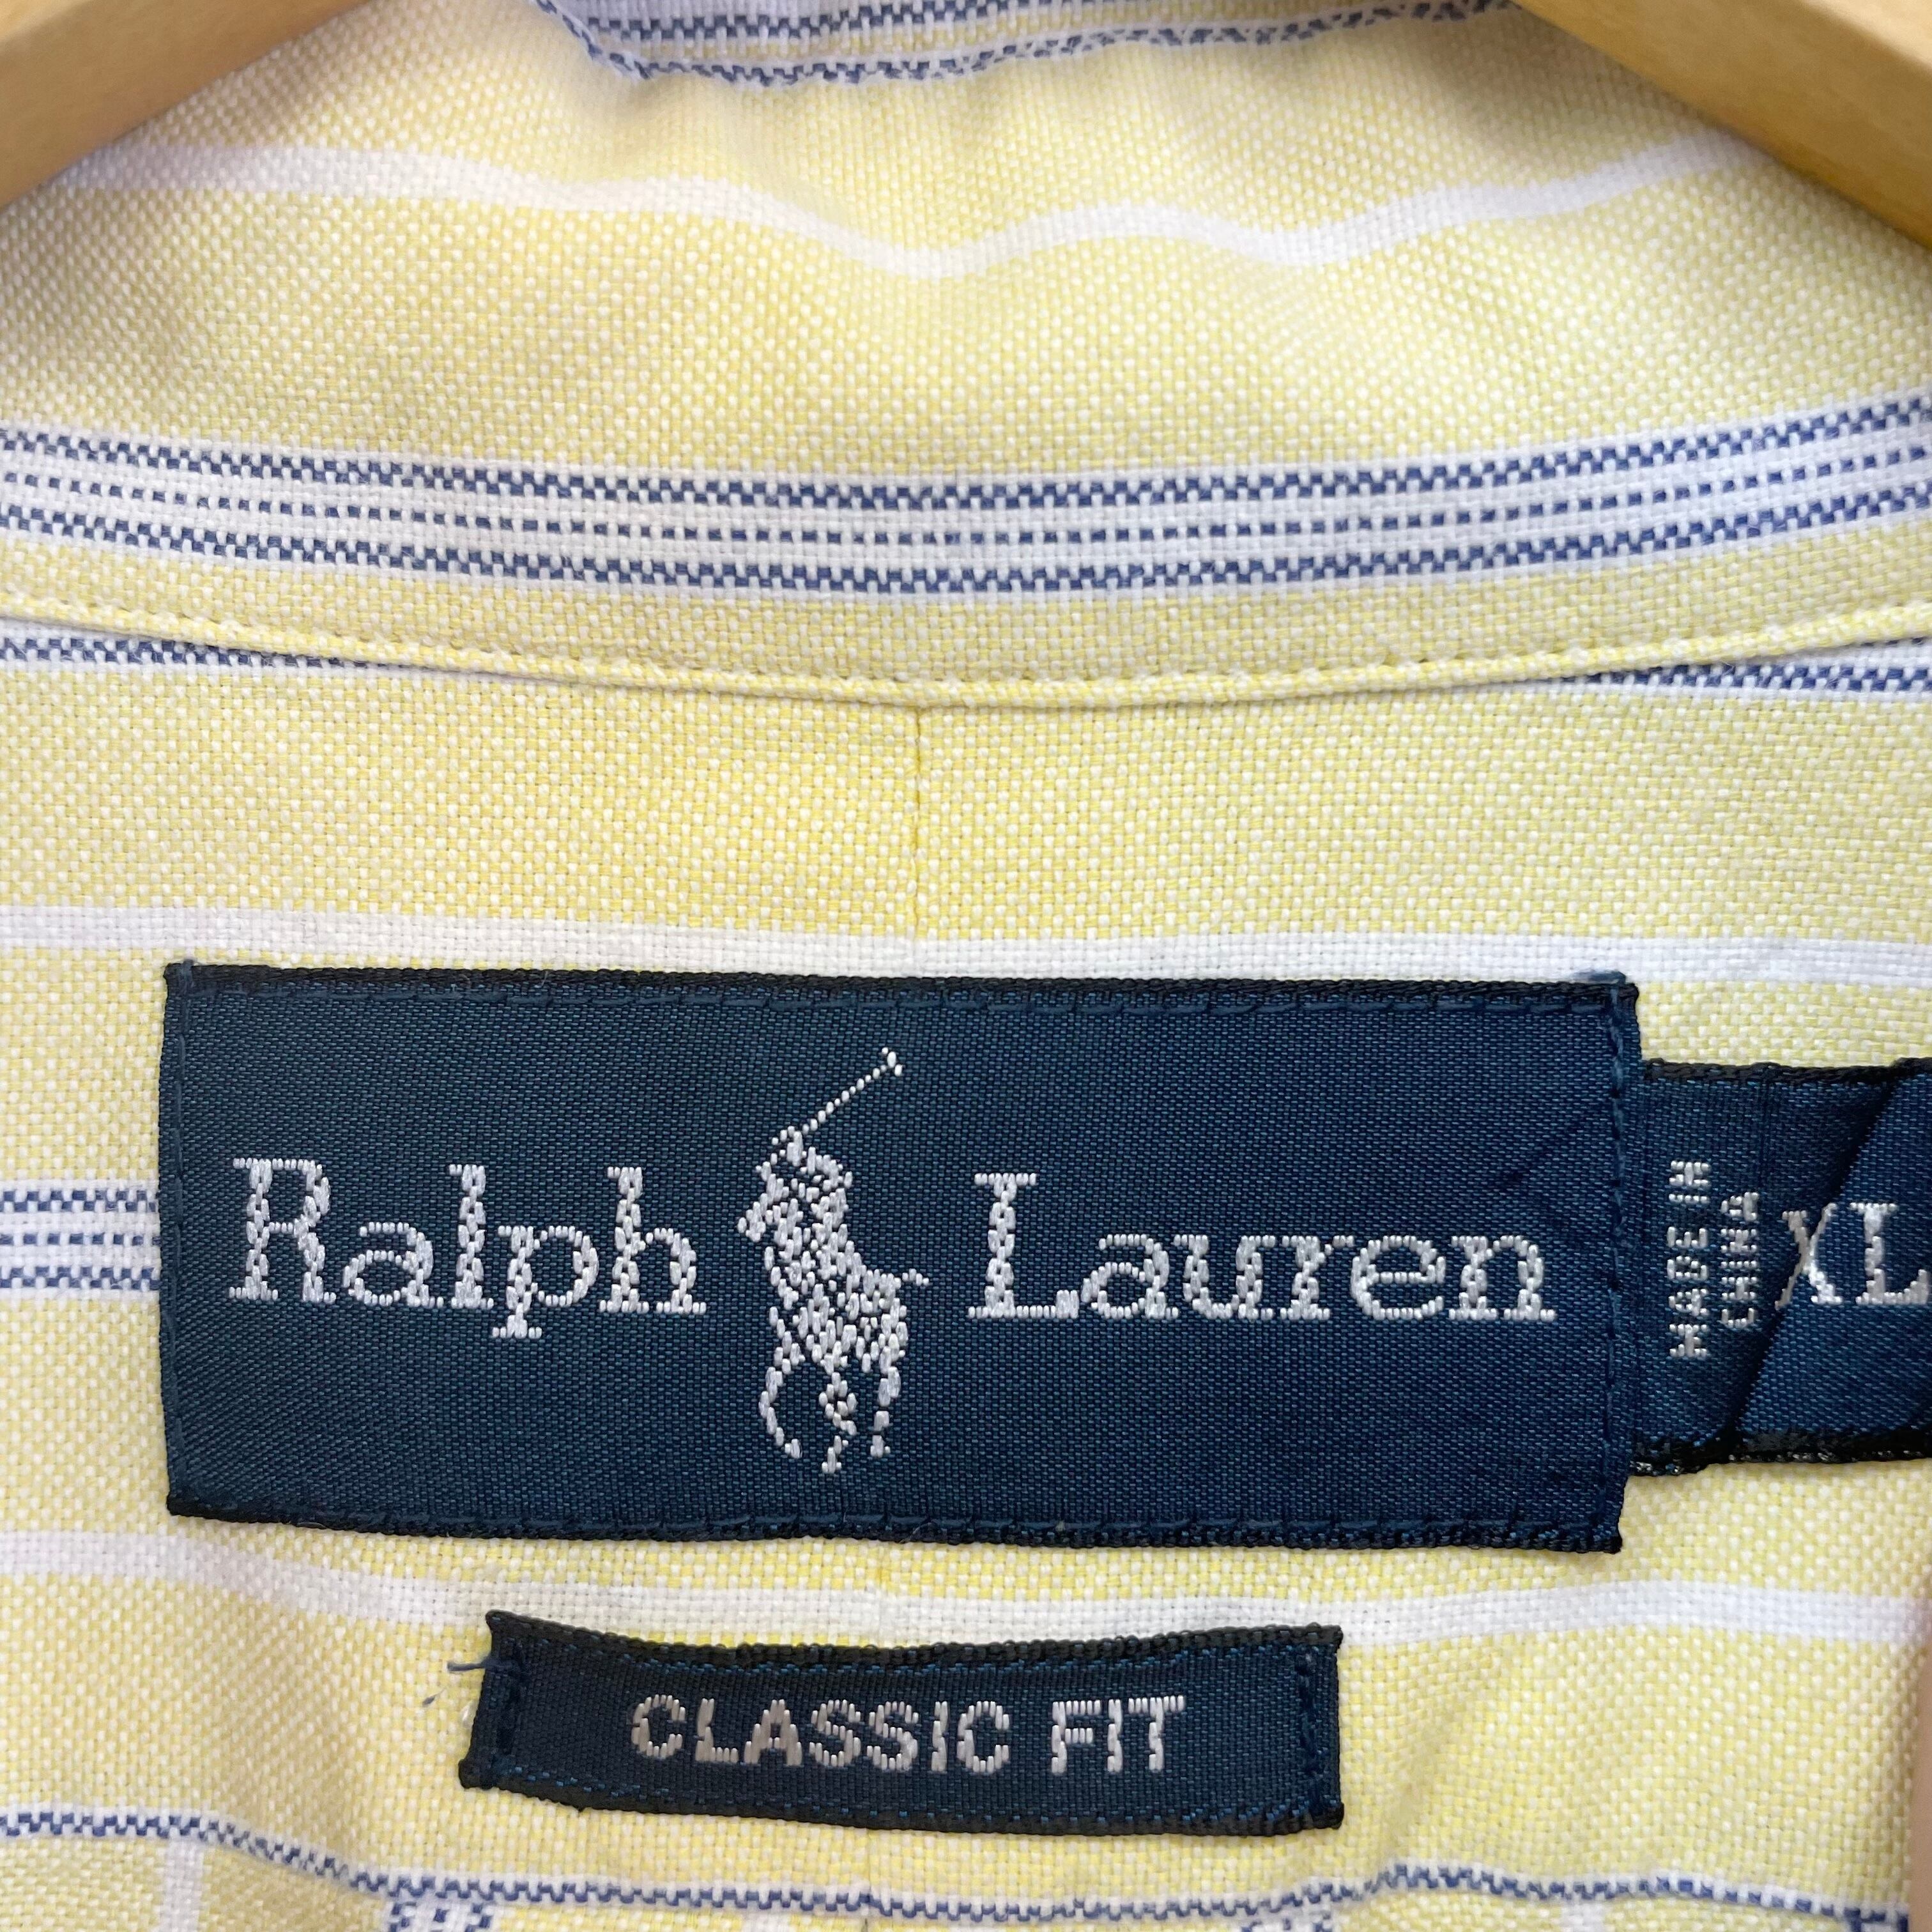 Ralph Lauren
MADE IN
CHINA
XL
CLASSIC FIT